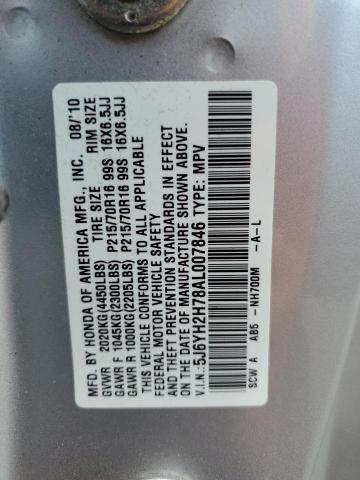 MFD. BY HONDA OF AMERICA MFG., INC. 08/'10
TIRE SIZE RIM SIZE
GVWR 2020KG(4450LBS)
GAWR F 1045KG(2300LBS) P215/70R16 99S 16X6.5JJ
GAWR R 1000KG(2205LBS) P215/70R16 99S 16X6.5JJ
THIS VEHICLE CONFORMS TO ALL APPLICABLE
FEDERAL MOTOR VEHICLE SAFETY
AND THEFT PREVENTION STANDARDS IN EFFECT
ON THE DATE OF MANUFACTURE SHOWN ABOVE.
V.I.N.: 5J6YH2H78AL007846 TYPE: MPV
SCW A AB5 -NH700M -A-L